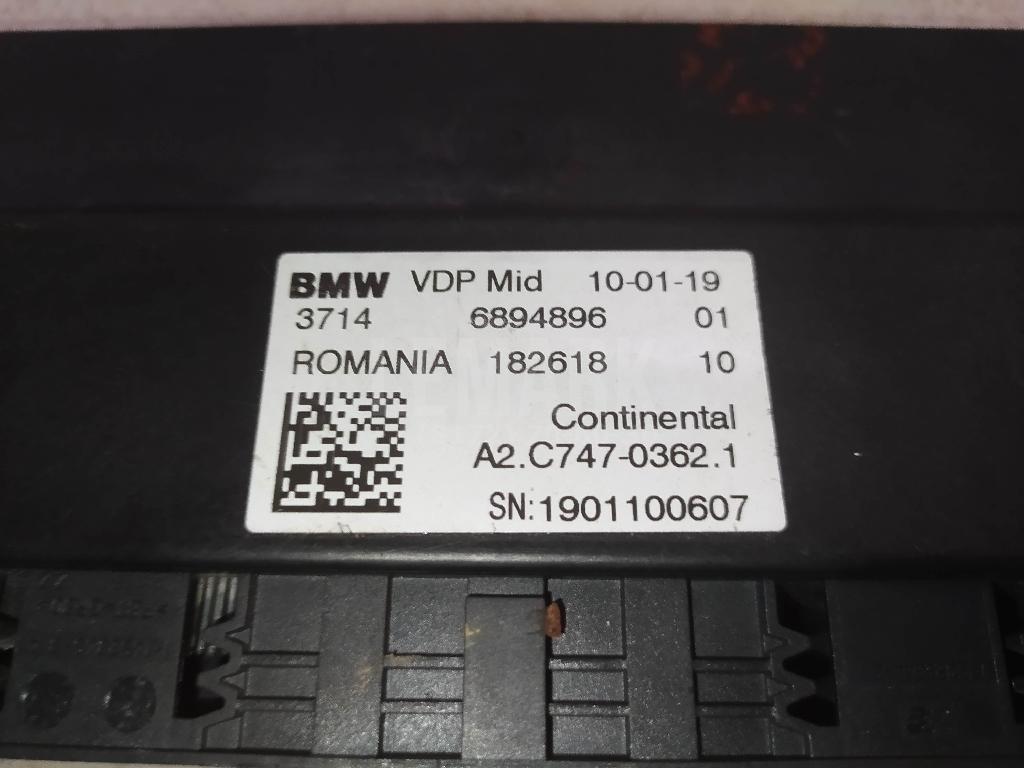 BMW VDP Mid 10-01-19
3714 6894896 01
ROMANIA 182618 10
Continental
A2.C747-0362.1
SN:1901100607